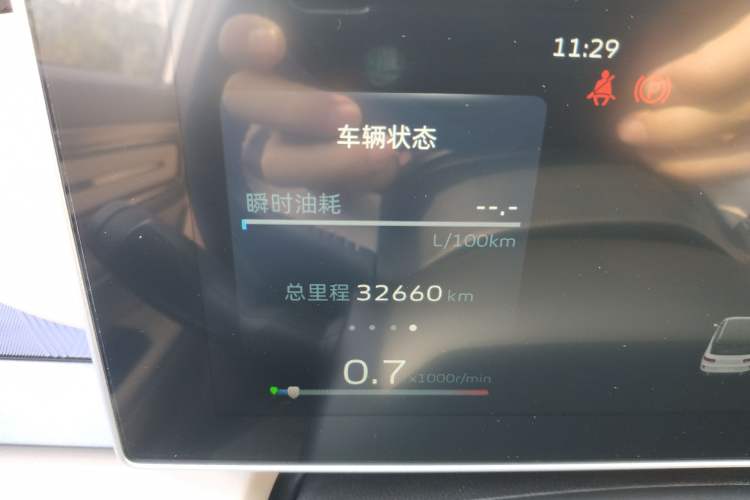 11:29
车辆状态
瞬时油耗 --.-
L/100km
总里程 32660 km
0.7 x1000r/min